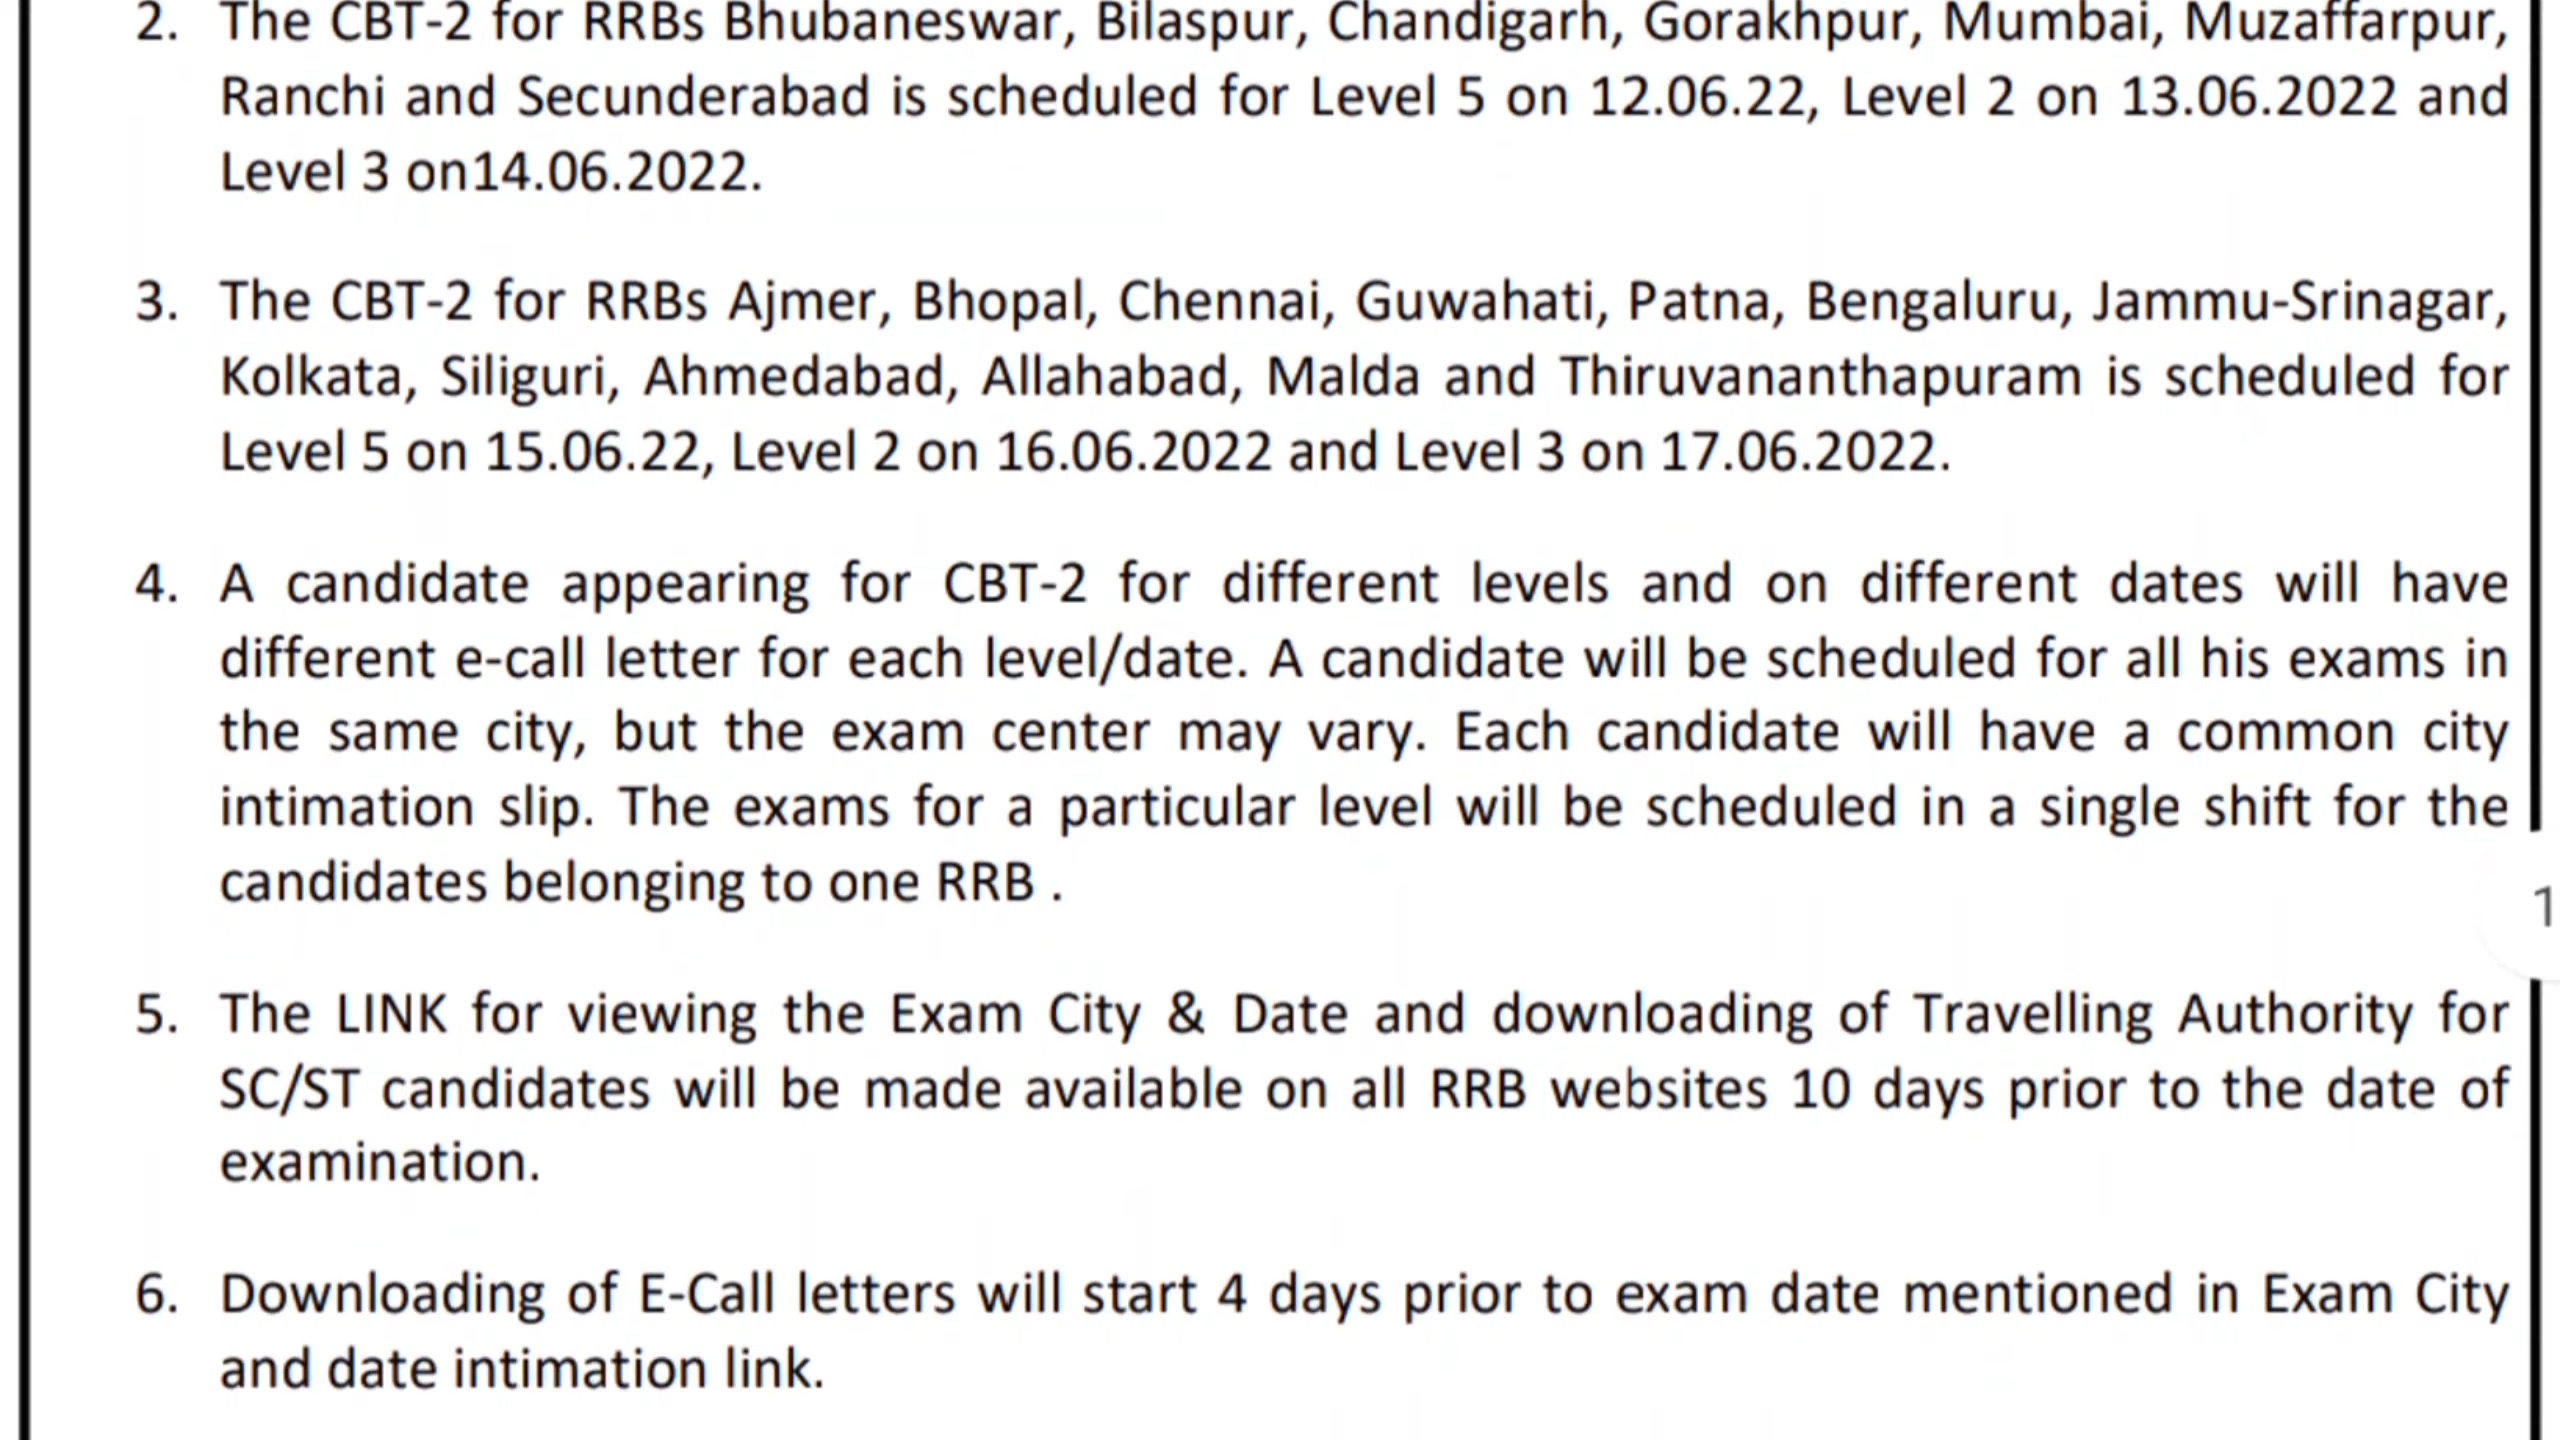 2. The CBT-2 for RRBs Bhubaneswar, Bilaspur, Chandigarh, Gorakhpur, Mumbai, Muzaffarpur,
Ranchi and Secunderabad is scheduled for Level 5 on 12.06.22, Level 2 on 13.06.2022 and
Level 3 on14.06.2022.
3. The CBT-2 for RRBs Ajmer, Bhopal, Chennai, Guwahati, Patna, Bengaluru, Jammu-Srinagar,
Kolkata, Siliguri, Ahmedabad, Allahabad, Malda and Thiruvananthapuram is scheduled for
Level 5 on 15.06.22, Level 2 on 16.06.2022 and Level 3 on 17.06.2022.
4. A candidate appearing for CBT-2 for different levels and on different dates will have
different e-call letter for each level/date. A candidate will be scheduled for all his exams in
the same city, but the exam center may vary. Each candidate will have a common city
intimation slip. The exams for a particular level will be scheduled in a single shift for the
candidates belonging to one RRB .
1
5. The LINK for viewing the Exam City & Date and downloading of Travelling Authority for
SC/ST candidates will be made available on all RRB websites 10 days prior to the date of
examination.
6. Downloading of E-Call letters will start 4 days prior to exam date mentioned in Exam City
and date intimation link.